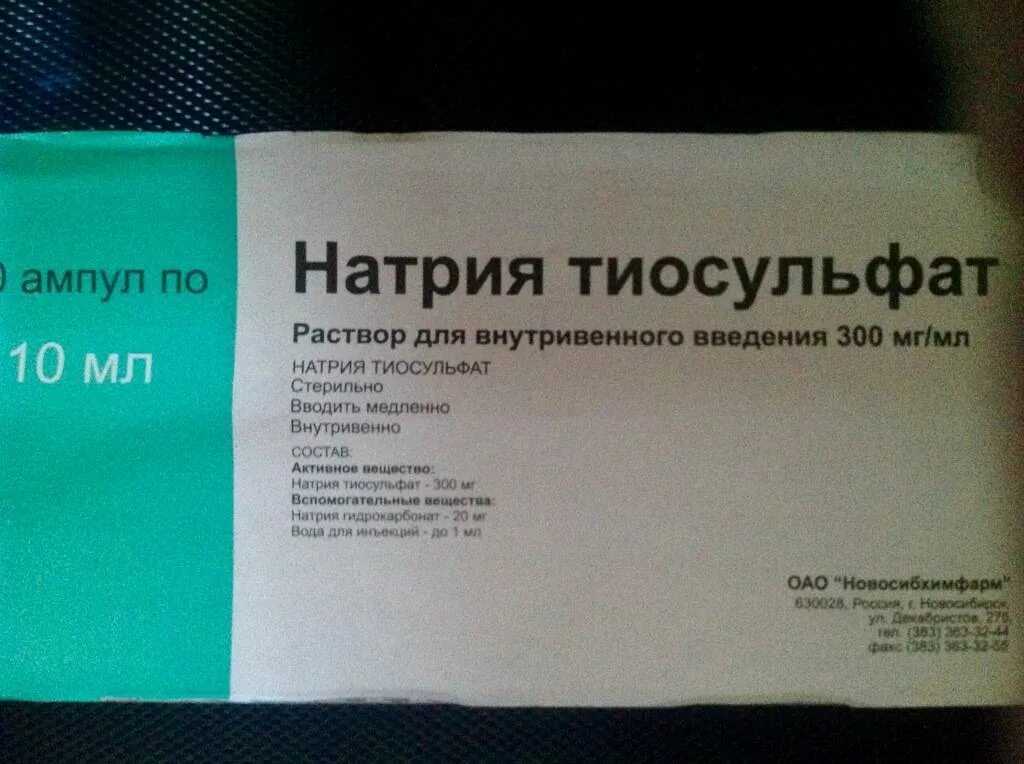 ампул по
10 мл
Натрия тиосульфат
Раствор для внутривенного введения 300 мг/мл
НАТРИЯ ТИОСУЛЬФАТ
Стерильно
Вводить медленно
Внутривенно
СОСТАВ:
Активное вещество:
Натрия тиосульфат - 300 мг
Вспомогательные вещества:
Натрия гидрокарбонат - 20 мг
Вода для инъекций - до 1 мл
ОАО "Новосибхимфарм"
630028, Россия, г. Новосибирск,
ул. Декабристов, 275
тел. (383) 363-32-44
факс (383) 363-32-55